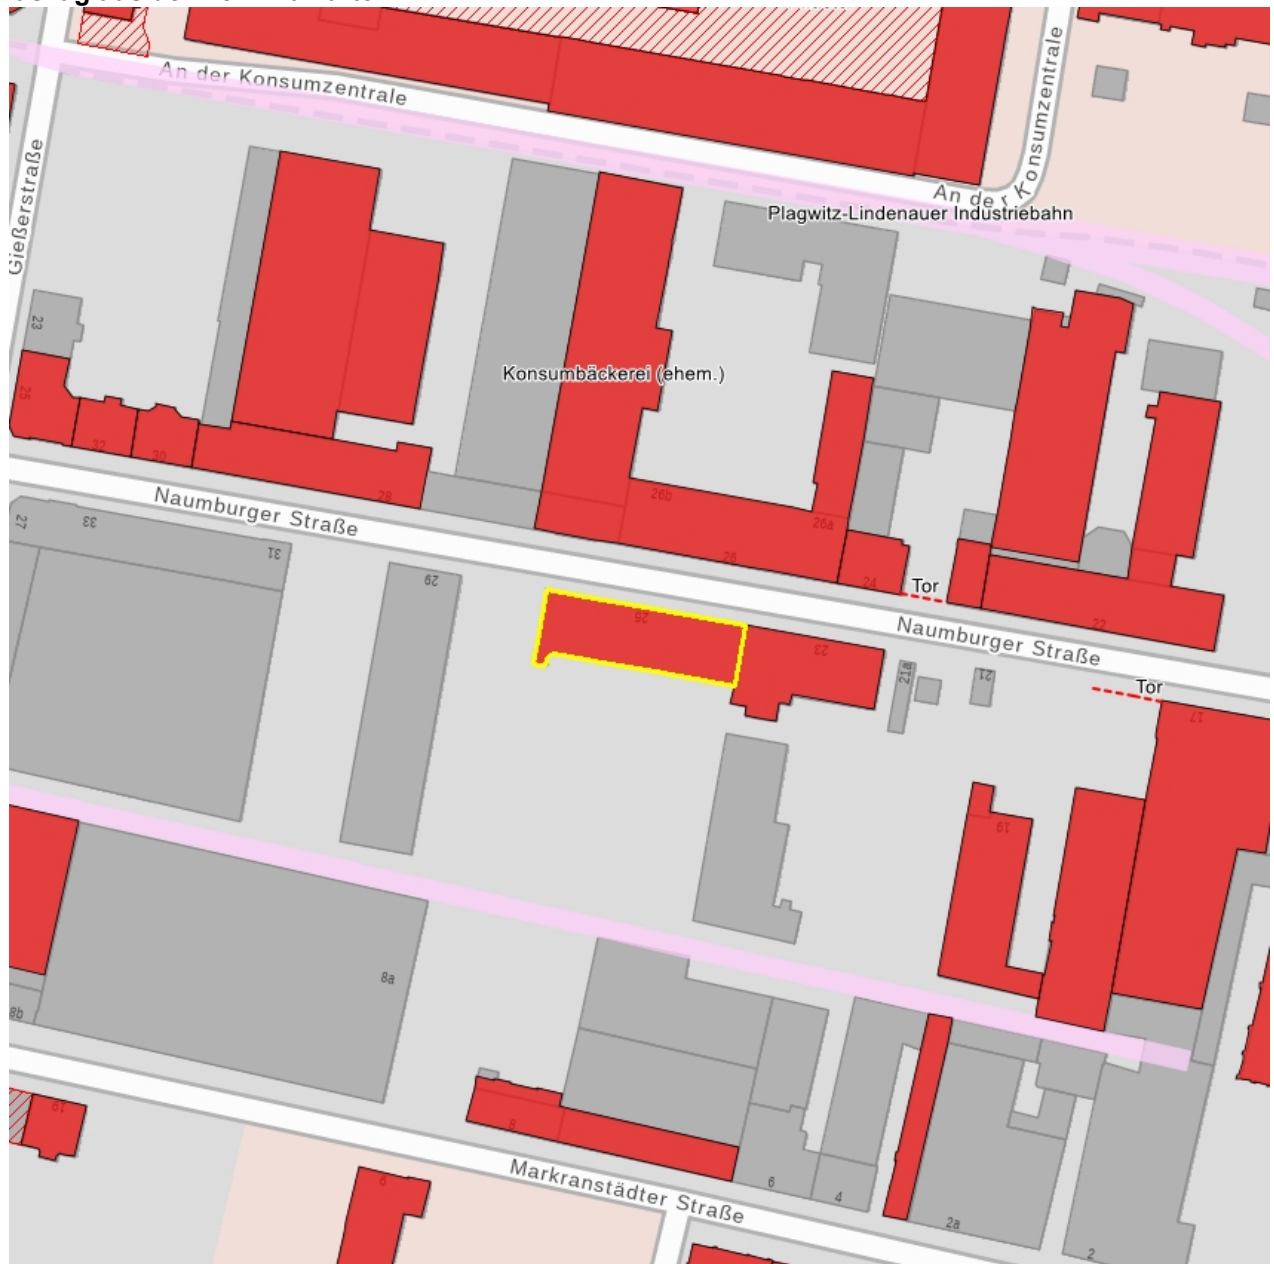 An der Konsumzentrale
An der Konsumzentrale
Gießerstraße
Plagwitz-Lindenauer Industriebahn
23
Konsumbäckerei (ehem.)
25
32
30
28
26b
26a
26
24
22
Tor
Naumburger Straße
Naumburger Straße
27
33
31
29
25
23
21a
21
Tor
17
19
8a
8b
19
8
6
4
2a
2
Markranstädter Straße
9